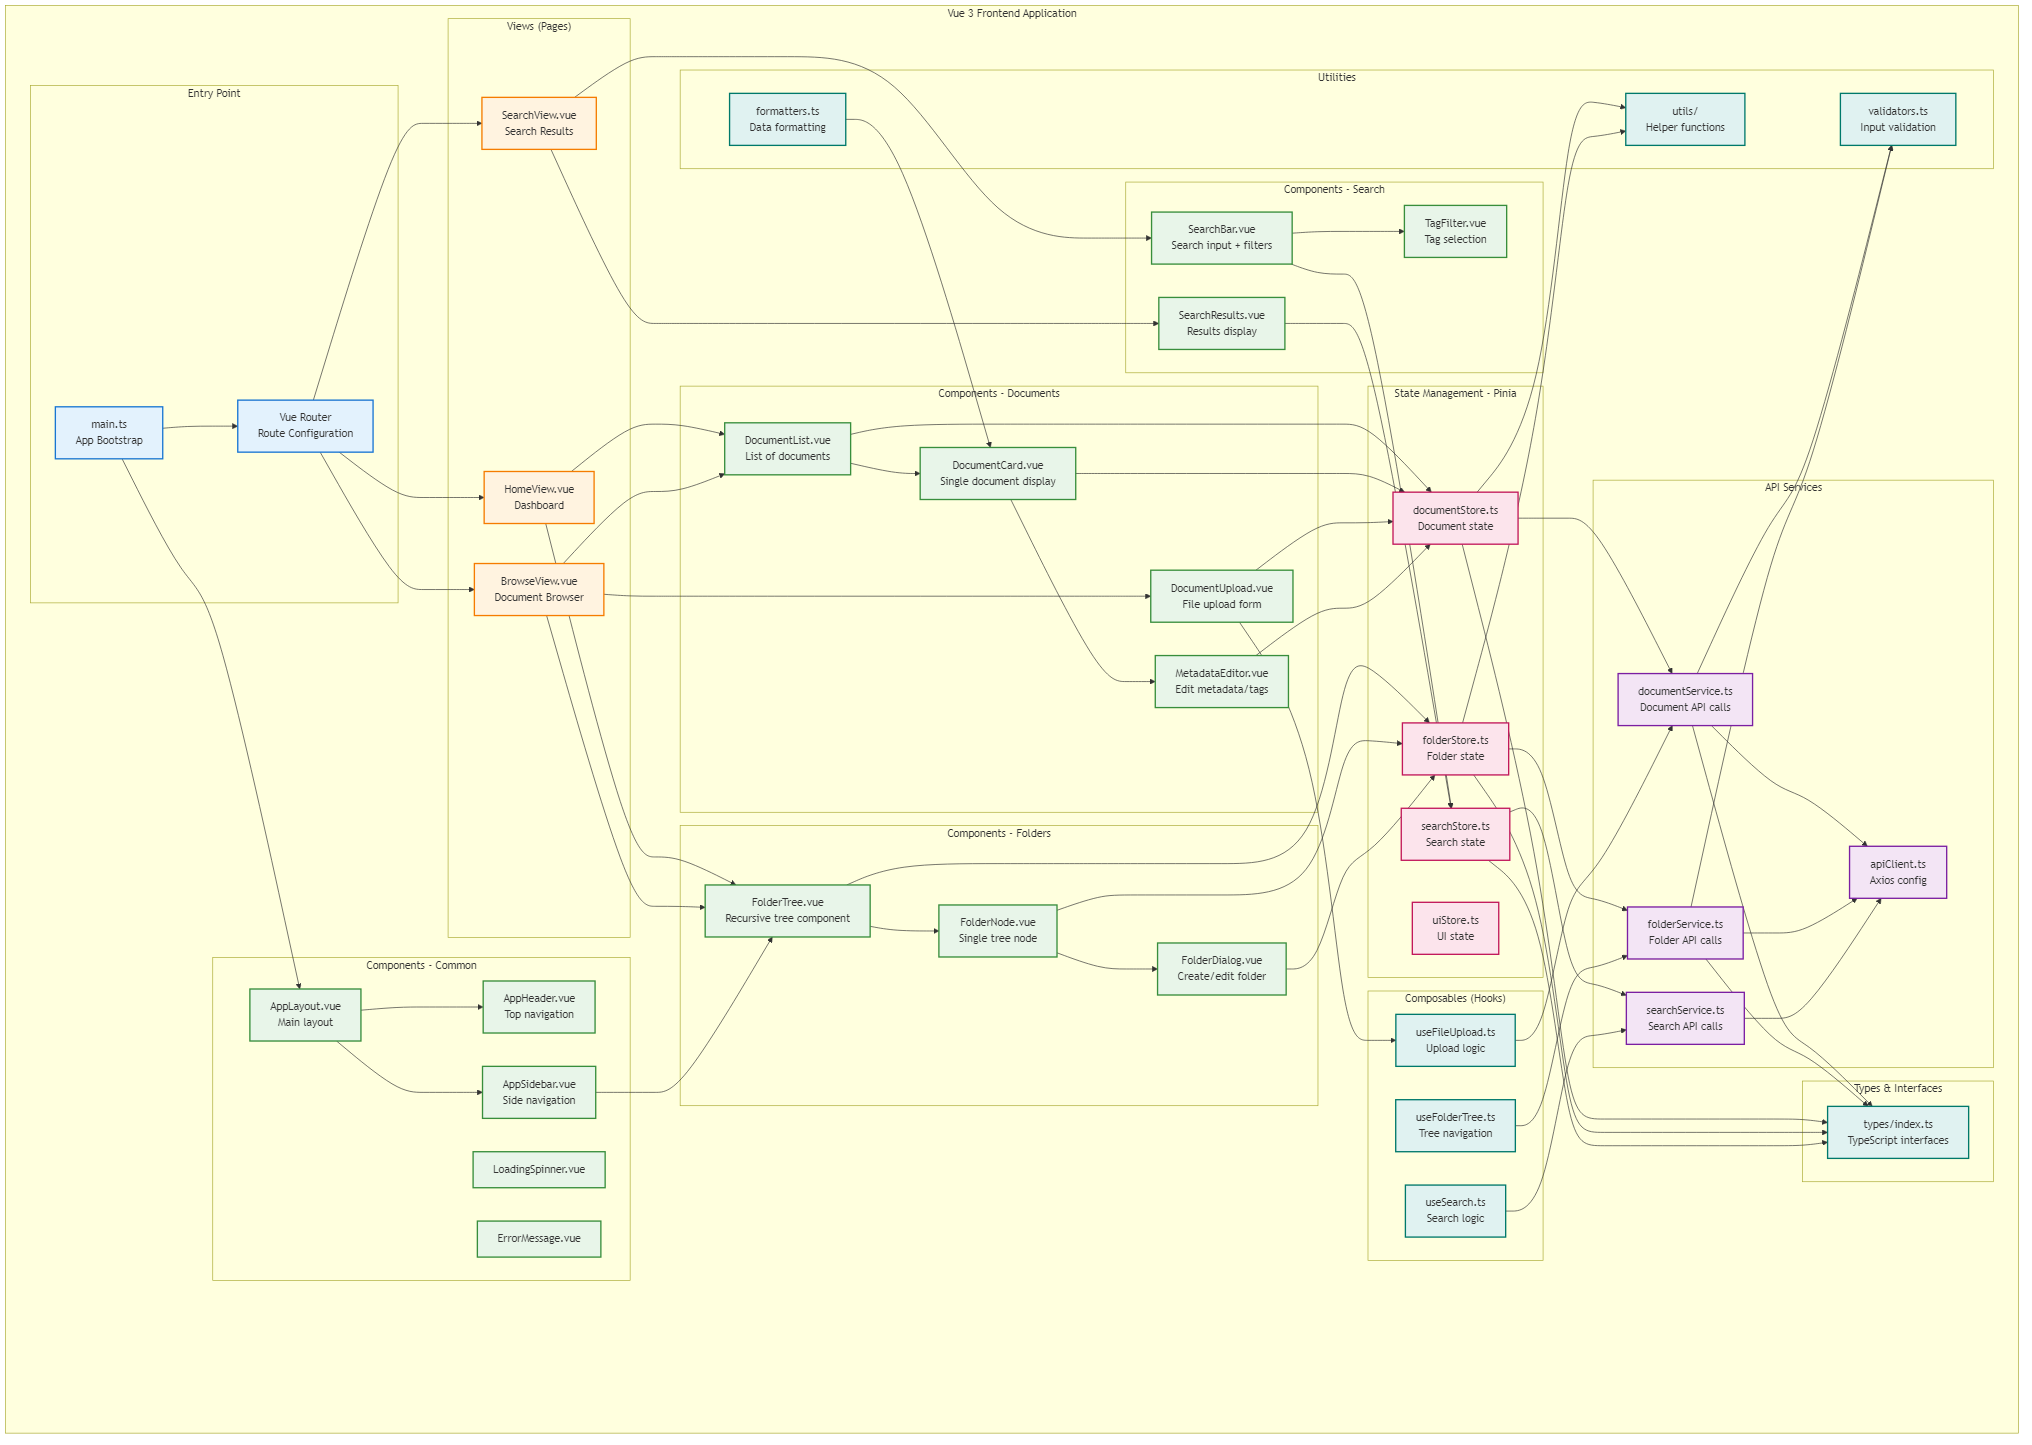 Vue 3 Frontend Application
Entry Point
main.ts
App Bootstrap
Vue Router
Route Configuration
Views (Pages)
SearchView.vue
Search Results
HomeView.vue
Dashboard
BrowseView.vue
Document Browser
Utilities
formatters.ts
Data formatting
utils/
Helper functions
validators.ts
Input validation
Components - Search
SearchBar.vue
Search input + filters
TagFilter.vue
Tag selection
SearchResults.vue
Results display
Components - Documents
DocumentList.vue
List of documents
DocumentCard.vue
Single document display
DocumentUpload.vue
File upload form
MetadataEditor.vue
Edit metadata/tags
State Management - Pinia
documentStore.ts
Document state
folderStore.ts
Folder state
searchStore.ts
Search state
uiStore.ts
UI state
API Services
documentService.ts
Document API calls
apiClient.ts
Axios config
folderService.ts
Folder API calls
searchService.ts
Search API calls
Components - Folders
FolderTree.vue
Recursive tree component
FolderNode.vue
Single tree node
FolderDialog.vue
Create/edit folder
Components - Common
AppLayout.vue
Main layout
AppHeader.vue
Top navigation
AppSidebar.vue
Side navigation
LoadingSpinner.vue
ErrorMessage.vue
Composables (Hooks)
useFileUpload.ts
Upload logic
useFolderTree.ts
Tree navigation
useSearch.ts
Search logic
Types & Interfaces
types/index.ts
TypeScript interfaces